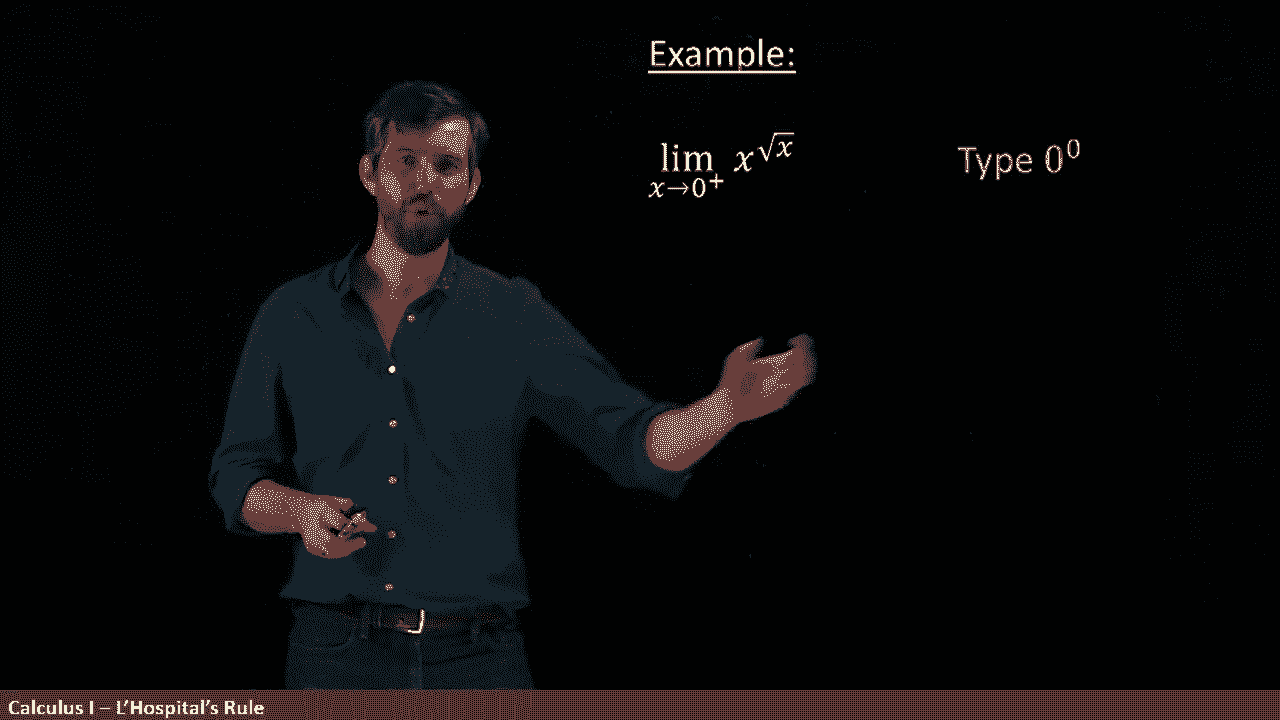 Example:
lim x→0⁺ x^√x Type 0⁰
Calculus I – L'Hospital's Rule